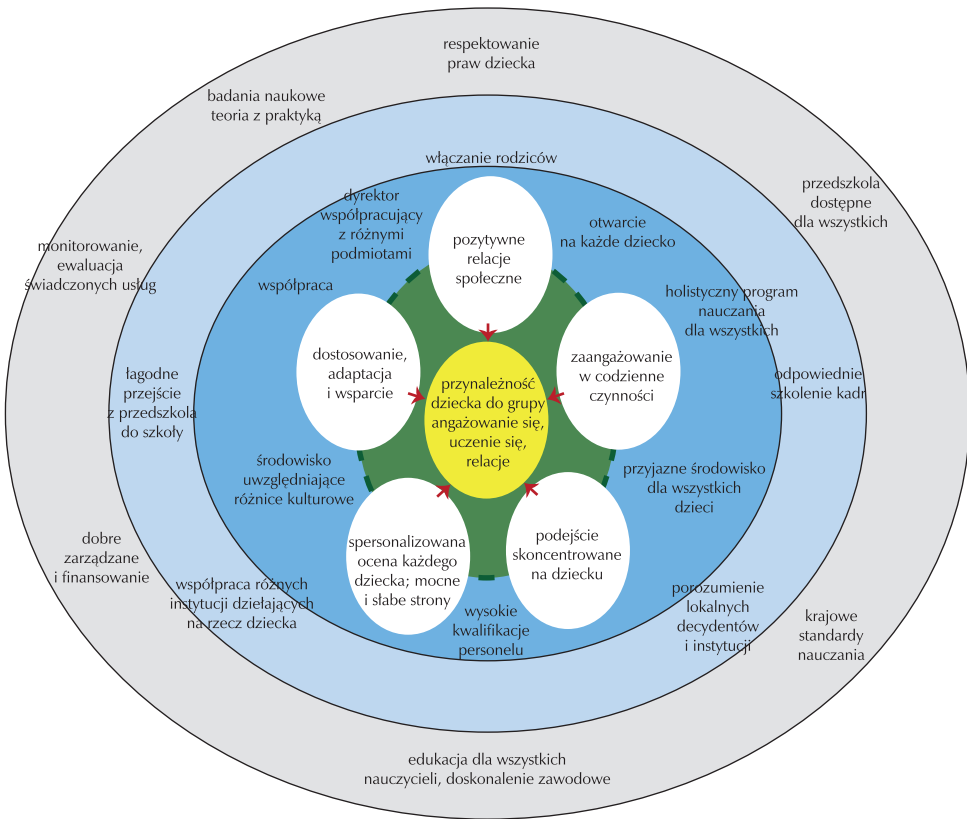 respektowanie
praw dziecka
badania naukowe
teoria z praktyką
włączanie rodziców
przedszkola
dostępne
dla wszystkich
dyrektor
współpracujący
z różnymi
podmiotami
otwarcie
na każde dziecko
pozytywne
relacje
społeczne
monitorowanie,
ewaluacja
świadczonych usług
współpraca
holistyczny program
nauczania
dla wszystkich
dostosowanie,
adaptacja
i wsparcie
zaangażowanie
w codzienne
czynności
łagodne
przejście
z przedszkola
do szkoły
przynależność
dziecka do grupy
angażowanie się,
uczenie się,
relacje
odpowiednie
szkolenie kadr
środowisko
uwzględniające
różnice kulturowe
przyjazne środowisko
dla wszystkich
dzieci
spersonalizowana
ocena każdego
dziecka; mocne
i słabe strony
podejście
skoncentrowane
na dziecku
dobre
zarządzane
i finansowanie
współpraca różnych
instytucji dziełających
na rzecz dziecka
wysokie
kwalifikacje
personelu
porozumienie
lokalnych
decydentów
i instytucji
krajowe
standardy
nauczania
edukacja dla wszystkich
nauczycieli, doskonalenie zawodowe